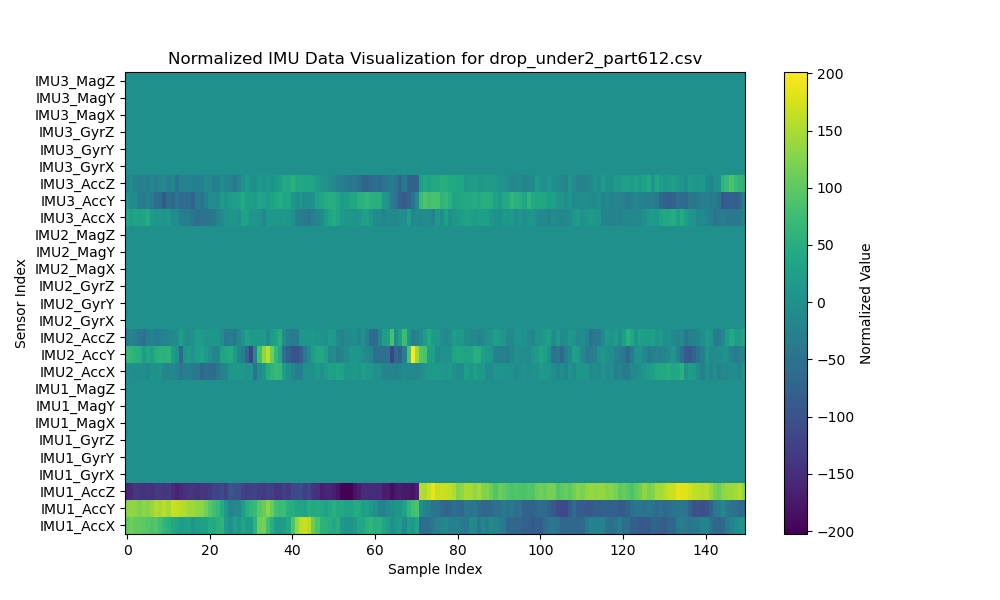 Normalized IMU Data Visualization for drop_under2_part612.csv
IMU3_MagZ
IMU3_MagY
IMU3_MagX
IMU3_GyrZ
IMU3_GyrY
IMU3_GyrX
IMU3_AccZ
IMU3_AccY
IMU3_AccX
IMU2_MagZ
IMU2_MagY
IMU2_MagX
IMU2_GyrZ
IMU2_GyrY
IMU2_GyrX
IMU2_AccZ
IMU2_AccY
IMU2_AccX
IMU1_MagZ
IMU1_MagY
IMU1_MagX
IMU1_GyrZ
IMU1_GyrY
IMU1_GyrX
IMU1_AccZ
IMU1_AccY
IMU1_AccX
Sensor Index
0 20 40 60 80 100 120 140
Sample Index
200
150
100
50
0
−50
−100
−150
−200
Normalized Value